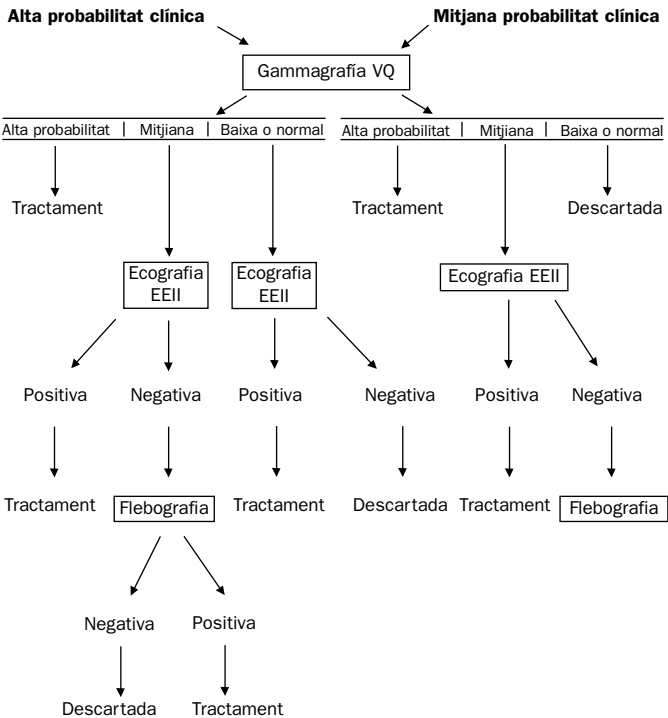 Alta probabilitat clínica
Mitjana probabilitat clínica
Gammagrafía VQ
Alta probabilitat | Mitjiana | Baixa o normal
Alta probabilitat | Mitjiana | Baixa o normal
Tractament
Tractament
Descartada
Ecografia
EEII
Ecografia
EEII
Ecografia EEII
Positiva
Negativa
Positiva
Negativa
Positiva
Negativa
Tractament
Flebografia
Tractament
Descartada
Tractament
Flebografia
Negativa
Positiva
Descartada
Tractament